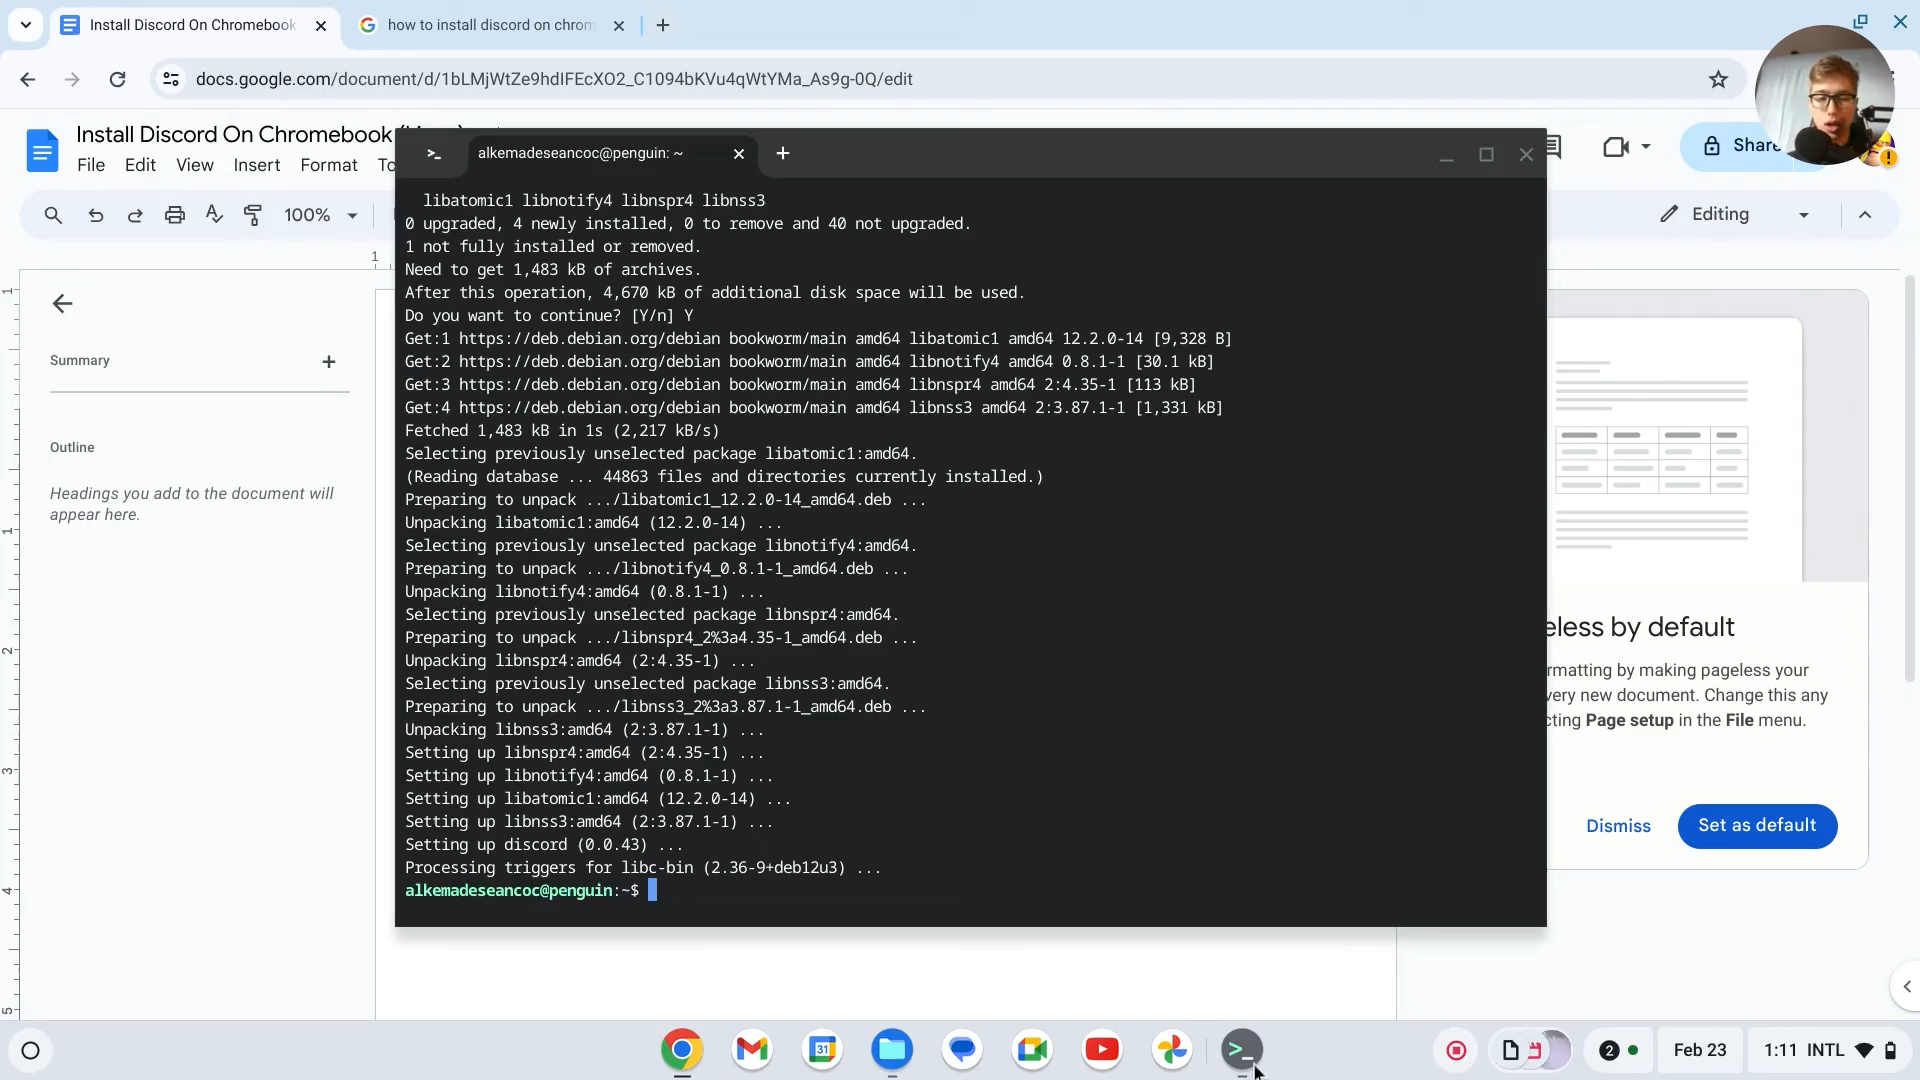 Install Discord On Chromebook
how to install discord on chrom
docs.google.com/document/d/1bLMjWtZe9hdIFEcXO2_C1094bKVu4qWtYMa_As9g-0Q/edit
Install Discord On Chromebook
File Edit View Insert Format To
Share
100%
Editing
alkemadeseancoc@penguin: ~
libatomic1 libnotify4 libnspr4 libnss3
0 upgraded, 4 newly installed, 0 to remove and 40 not upgraded.
1 not fully installed or removed.
Need to get 1,483 kB of archives.
After this operation, 4,670 kB of additional disk space will be used.
Do you want to continue? [Y/n] Y
Get:1 https://deb.debian.org/debian bookworm/main amd64 libatomic1 amd64 12.2.0-14 [9,328 B]
Get:2 https://deb.debian.org/debian bookworm/main amd64 libnotify4 amd64 0.8.1-1 [30.1 kB]
Get:3 https://deb.debian.org/debian bookworm/main amd64 libnspr4 amd64 2:4.35-1 [113 kB]
Get:4 https://deb.debian.org/debian bookworm/main amd64 libnss3 amd64 2:3.87.1-1 [1,331 kB]
Fetched 1,483 kB in 1s (2,217 kB/s)
Selecting previously unselected package libatomic1:amd64.
(Reading database ... 44863 files and directories currently installed.)
Preparing to unpack .../libatomic1_12.2.0-14_amd64.deb ...
Unpacking libatomic1:amd64 (12.2.0-14) ...
Selecting previously unselected package libnotify4:amd64.
Preparing to unpack .../libnotify4_0.8.1-1_amd64.deb ...
Unpacking libnotify4:amd64 (0.8.1-1) ...
Selecting previously unselected package libnspr4:amd64.
Preparing to unpack .../libnspr4_2%3a4.35-1_amd64.deb ...
Unpacking libnspr4:amd64 (2:4.35-1) ...
Selecting previously unselected package libnss3:amd64.
Preparing to unpack .../libnss3_2%3a3.87.1-1_amd64.deb ...
Unpacking libnss3:amd64 (2:3.87.1-1) ...
Setting up libnspr4:amd64 (2:4.35-1) ...
Setting up libnotify4:amd64 (0.8.1-1) ...
Setting up libatomic1:amd64 (12.2.0-14) ...
Setting up libnss3:amd64 (2:3.87.1-1) ...
Setting up discord (0.0.43) ...
Processing triggers for libc-bin (2.36-9+deb12u3) ...
alkemadeseancoc@penguin:~$
Summary
Outline
Headings you add to the document will
appear here.
1
1
1
2
3
4
5
eless by default
rmatting by making pageless your
very new document. Change this any
cting Page setup in the File menu.
Dismiss
Set as default
31
2
Feb 23
1:11 INTL